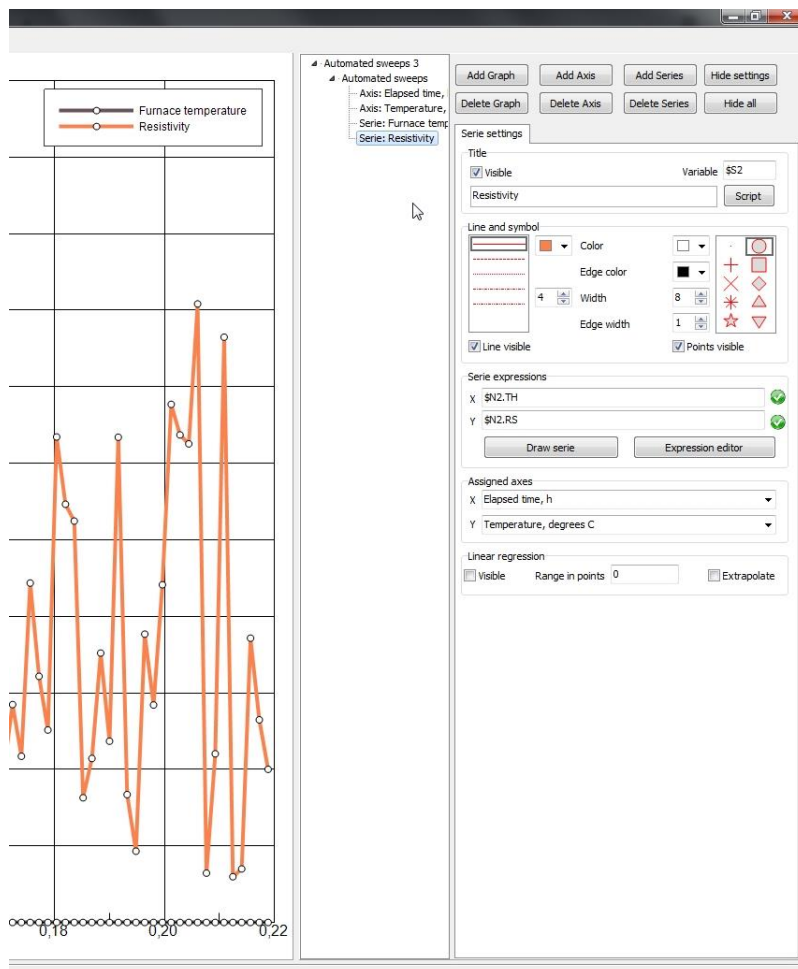 Furnace temperature
Resistivity
0,18
0,20
0,22
Automated sweeps 3
Automated sweeps
Axis: Elapsed time,
Axis: Temperature,
Serie: Furnace temp
Serie: Resistivity
Add Graph
Add Axis
Add Series
Hide settings
Delete Graph
Delete Axis
Delete Series
Hide all
Serie settings
Title
Visible
Variable
$S2
Resistivity
Script
Line and symbol
Color
Edge color
4
Width
8
Edge width
1
Line visible
Points visible
Serie expressions
X $N2.TH
Y $N2.RS
Draw serie
Expression editor
Assigned axes
X Elapsed time, h
Y Temperature, degrees C
Linear regression
Visible
Range in points
0
Extrapolate